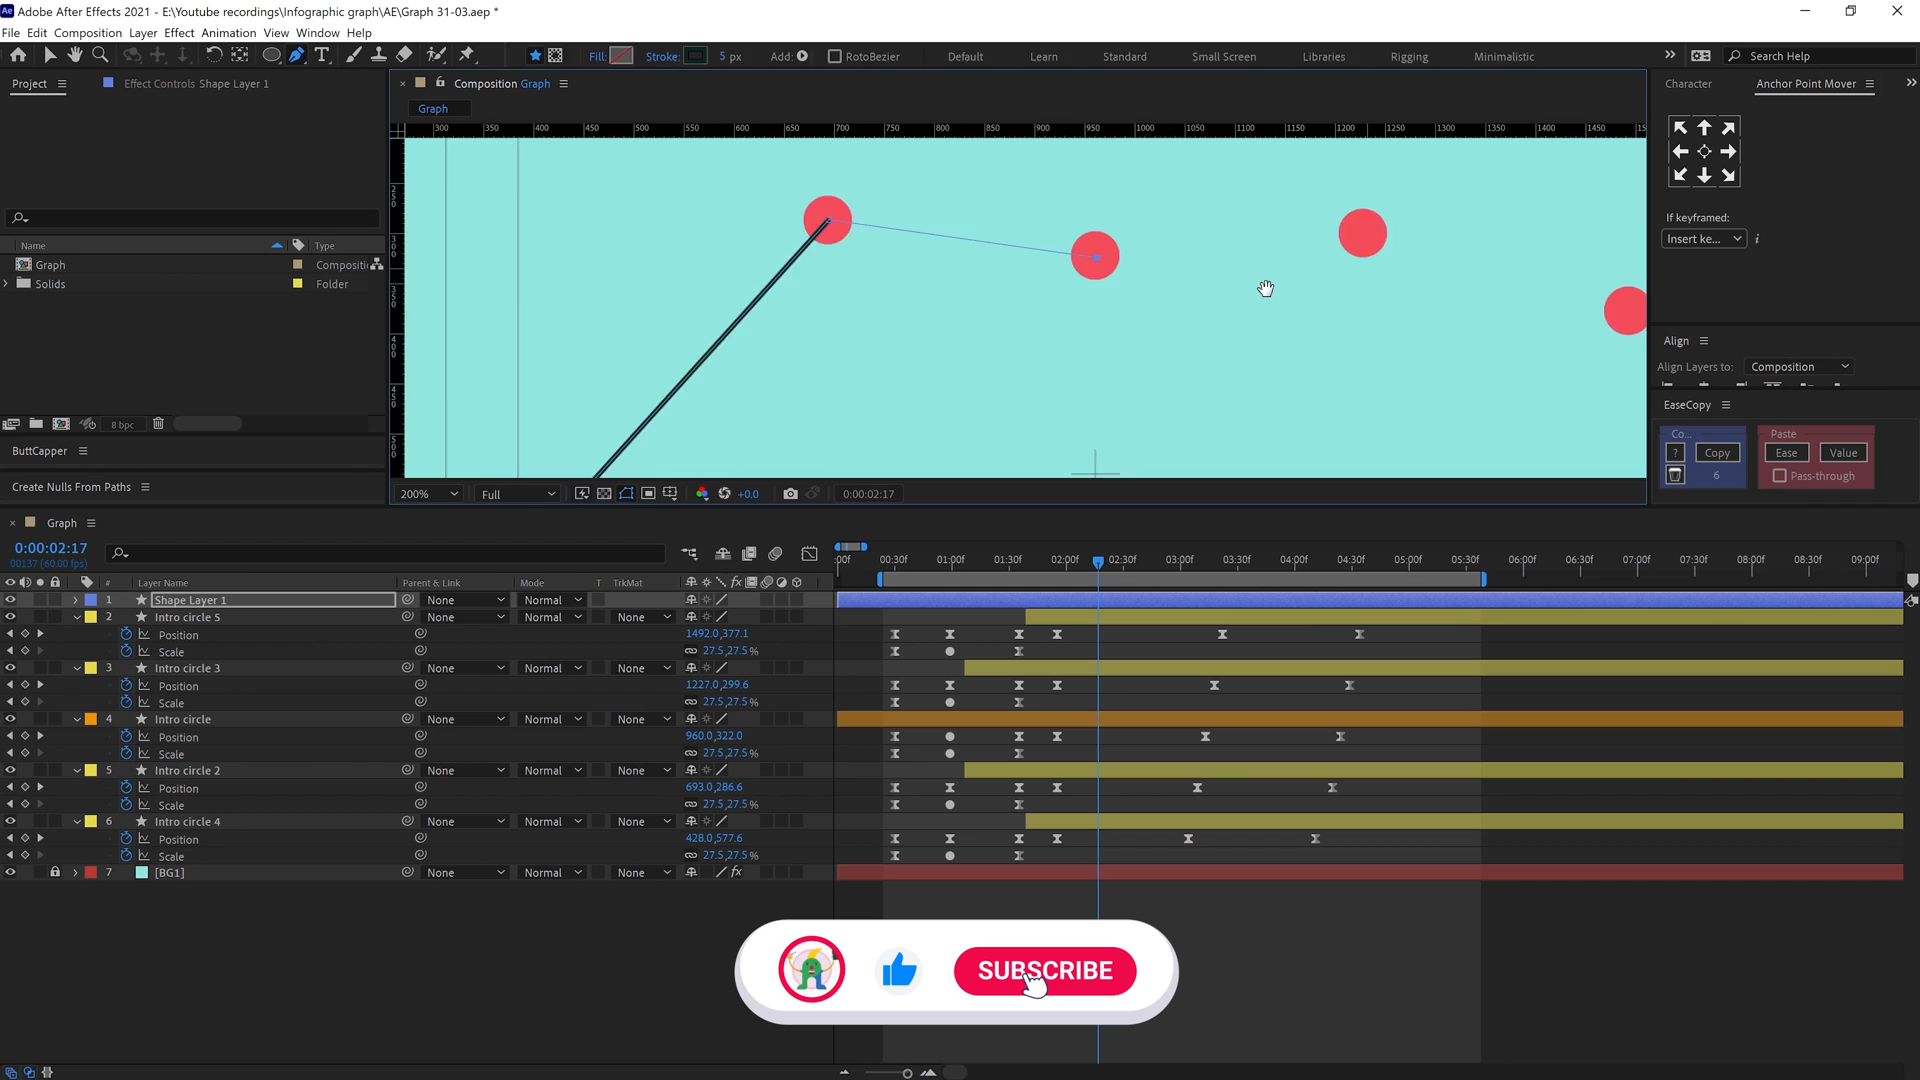 Adobe After Effects 2021 - E:\Youtube recordings\Infographic graph\AE\Graph 31-03.aep *
File Edit Composition Layer Effect Animation View Window Help
Fill: Stroke: 5 px Add: RotoBezier Default Learn Standard Small Screen Libraries Rigging Minimalistic Search Help
Project Effect Controls Shape Layer 1 Composition Graph Character Anchor Point Mover
Graph
300 350 400 450 500 550 600 650 700 750 800 850 900 950 1000 1050 1100 1150 1200 1250 1300 1350 1400 1450
If keyframed:
Insert ke...
Name Type
Graph Compositi
Solids Folder
Align
Align Layers to: Composition
EaseCopy
Co... Paste
? Copy Ease Value
6 Pass-through
8 bpc
ButtCapper
Create Nulls From Paths
200% Full +0.0 0:00:02:17
Graph
0:00:02:17
00137 (60.00 fps)
:00f 00:30f 01:00f 01:30f 02:00f 02:30f 03:00f 03:30f 04:00f 04:30f 05:00f 05:30f 06:00f 06:30f 07:00f 07:30f 08:00f 08:30f 09:00f
# Layer Name Parent & Link Mode T TrkMat
1 Shape Layer 1 None Normal
2 Intro circle 5 None Normal None
Position 1492.0,377.1
Scale 27.5,27.5%
3 Intro circle 3 None Normal None
Position 1227.0,299.6
Scale 27.5,27.5%
4 Intro circle None Normal None
Position 960.0,322.0
Scale 27.5,27.5%
5 Intro circle 2 None Normal None
Position 693.0,286.6
Scale 27.5,27.5%
6 Intro circle 4 None Normal None
Position 428.0,577.6
Scale 27.5,27.5%
7 [BG1] None Normal None
SUBSCRIBE